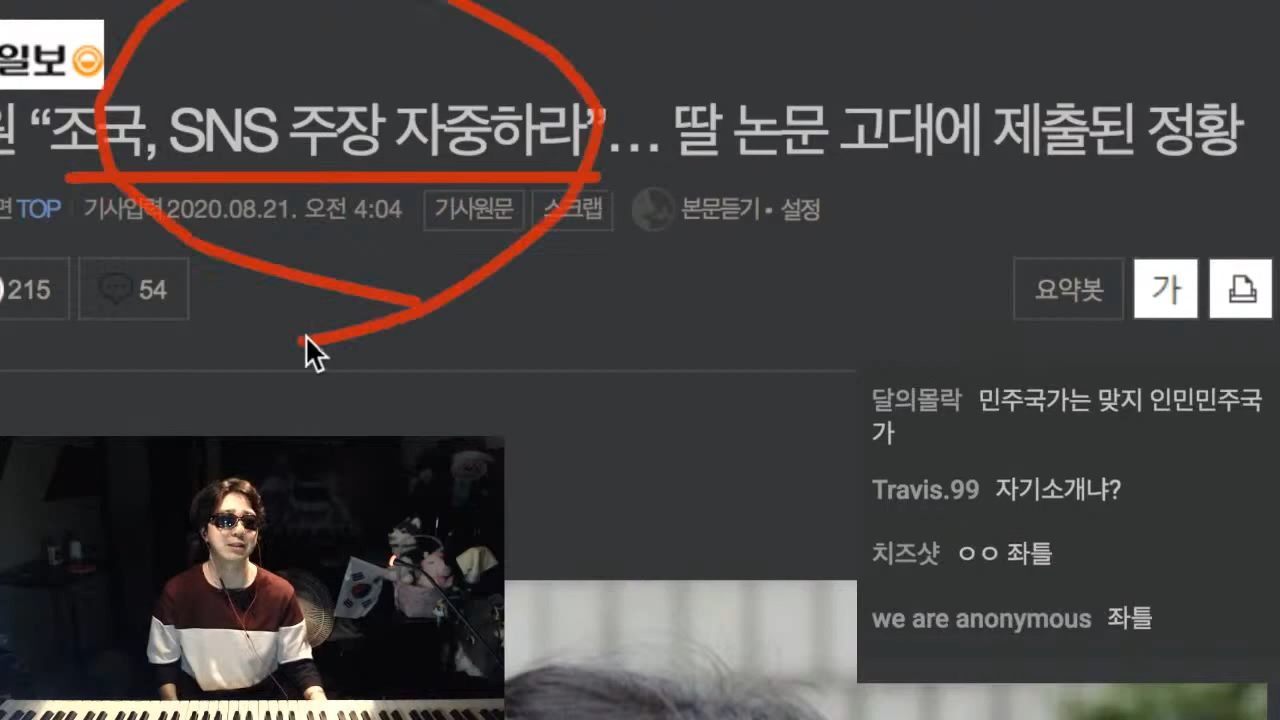 일보
원 “조국, SNS 주장 자중하라”… 딸 논문 고대에 제출된 정황
면 TOP 기사입력 2020.08.21. 오전 4:04 기사원문 스크랩 본문듣기 • 설정
215 54 요약봇 가
달의몰락 민주국가는 맞지 인민민주국
가
Travis.99 자기소개냐?
치즈샷 ㅇㅇ 좌틀
we are anonymous 좌틀